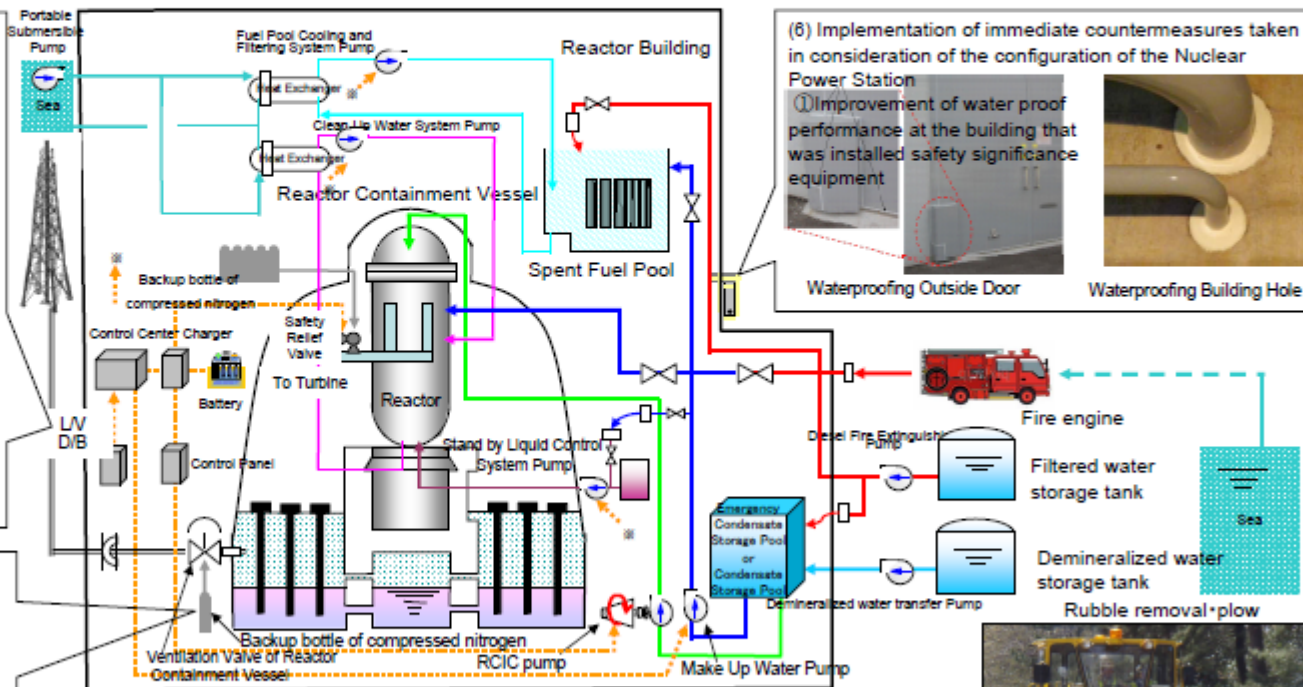 Portable
Submersible
Pump
Sea
Fuel Pool Cooling and
Filtering System Pump
Heat Exchanger
※
Clean Up Water System Pump
Heat Exchanger
※
Reactor Building
Reactor Containment Vessel
Spent Fuel Pool
(6) Implementation of immediate countermeasures taken
in consideration of the configuration of the Nuclear
Power Station
①Improvement of water proof
performance at the building that
was installed safety significance
equipment
Waterproofing Outside Door
Waterproofing Building Hole
※
Backup bottle of
compressed nitrogen
Control Center Charger
Safety
Relief
Valve
To Turbine
Battery
Reactor
L/V
D/B
Control Panel
Stand by Liquid Control
System Pump
※
Fire engine
Diesel Fire Extinguishi
Pump
Filtered water
storage tank
Sea
Emergency
Condensate
Storage Pool
or
Condensate
Storage Pool
Demineralized water
storage tank
Demineralized water transfer Pump
Rubble removal・plow
Backup bottle of compressed nitrogen
RCIC pump
Make Up Water Pump
Ventilation Valve of Reactor
Containment Vessel